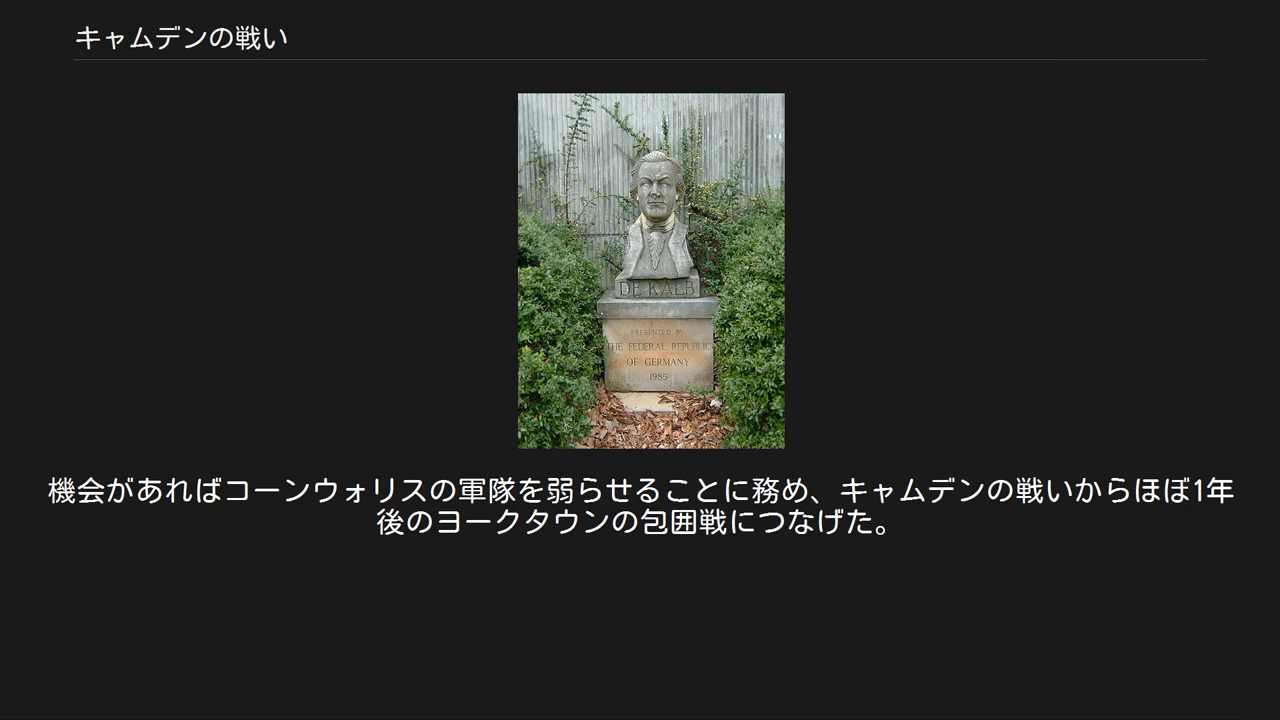 キャムデンの戦い
DE KALB
PRESENTED BY
THE FEDERAL REPUBLIC
OF GERMANY
1985
機会があればコーンウォリスの軍隊を弱らせることに務め、キャムデンの戦いからほぼ1年
後のヨークタウンの包囲戦につなげた。